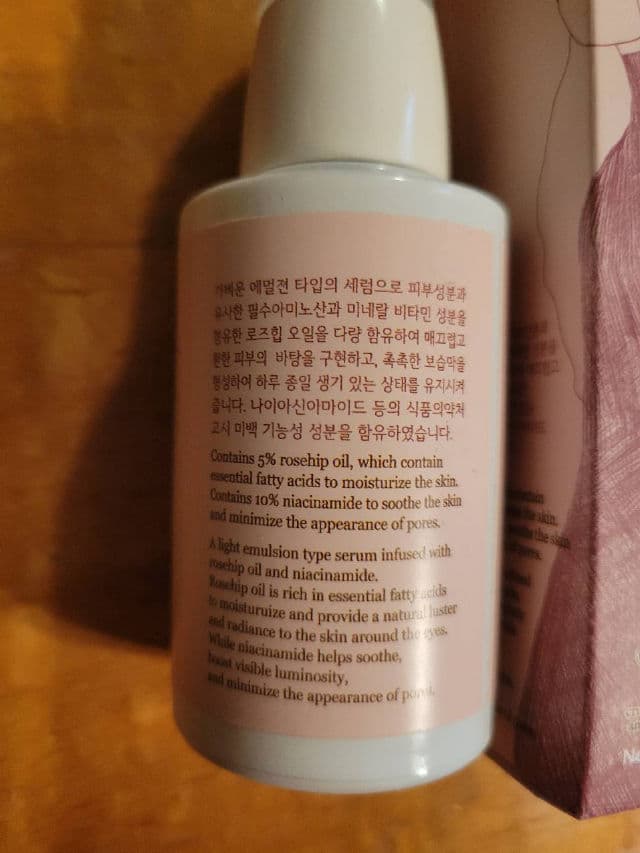 가벼운 에멀젼 타입의 세럼으로 피부성분과
유사한 필수아미노산과 미네랄 비타민 성분을
함유한 로즈힙 오일을 다량 함유하여 매끄럽고
환한 피부의 바탕을 구현하고, 촉촉한 보습막을
형성하여 하루 종일 생기 있는 상태를 유지시켜
줍니다. 나이아신아마이드 등의 식품의약처
고시 미백 기능성 성분을 함유하였습니다.
Contains 5% rosehip oil, which contain
essential fatty acids to moisturize the skin.
Contains 10% niacinamide to soothe the skin
and minimize the appearance of pores.
A light emulsion type serum infused with
rosehip oil and niacinamide.
Rosehip oil is rich in essential fatty acids
to moisturuize and provide a natural luster
and radiance to the skin around the eyes.
While niacinamide helps soothe,
boost visible luminosity,
and minimize the appearance of pores.
the skin.
the skin
pores.